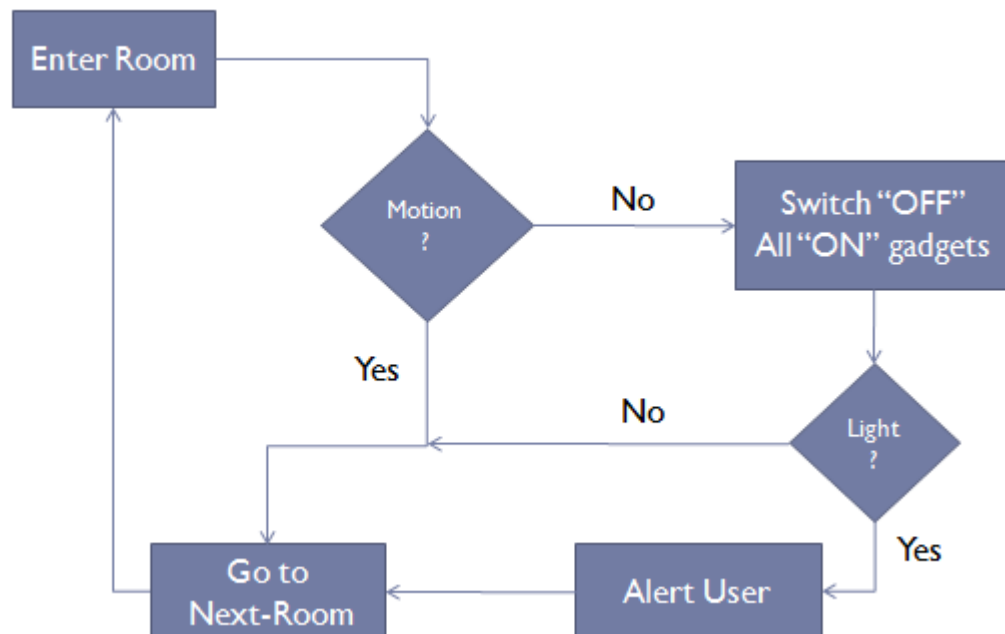 Enter Room
Motion
?
No
Switch “OFF”
All “ON” gadgets
Yes
No
Light
?
Yes
Go to
Next-Room
Alert User